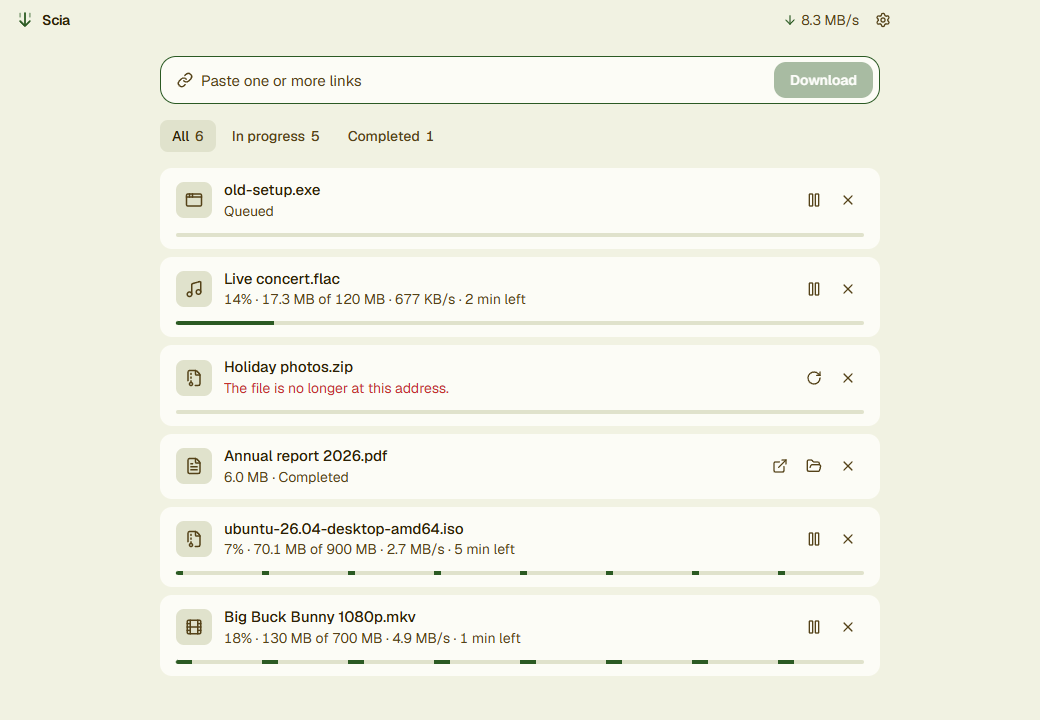 Scia
8.3 MB/s
Paste one or more links
Download
All 6
In progress 5
Completed 1
old-setup.exe
Queued
Live concert.flac
14% · 17.3 MB of 120 MB · 677 KB/s · 2 min left
Holiday photos.zip
The file is no longer at this address.
Annual report 2026.pdf
6.0 MB · Completed
ubuntu-26.04-desktop-amd64.iso
7% · 70.1 MB of 900 MB · 2.7 MB/s · 5 min left
Big Buck Bunny 1080p.mkv
18% · 130 MB of 700 MB · 4.9 MB/s · 1 min left